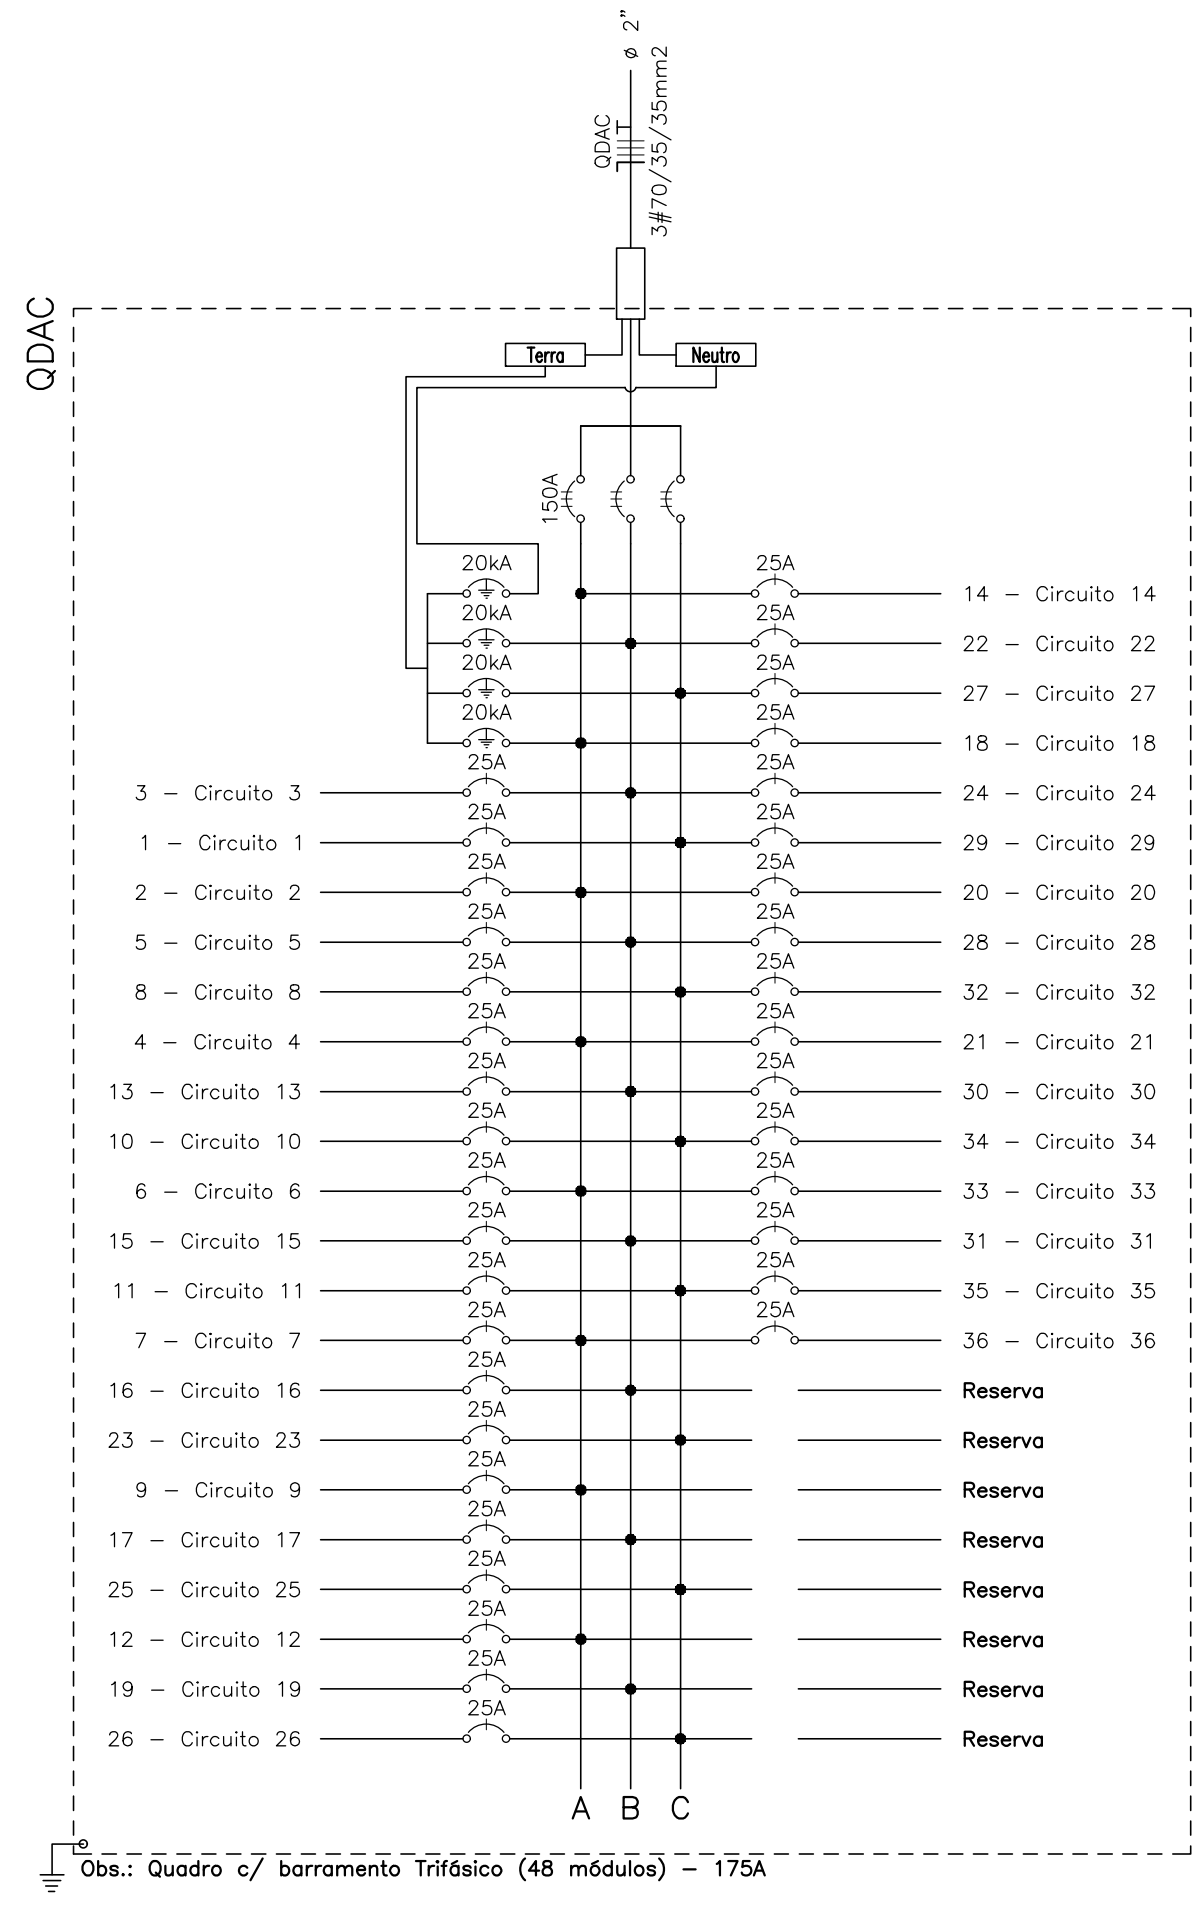 ø 2"
QDAC
3#70/35/35mm2
QDAC
Terra
Neutro
150A
20kA
25A
14 - Circuito 14
20kA
25A
22 - Circuito 22
20kA
25A
27 - Circuito 27
20kA
25A
18 - Circuito 18
25A
25A
3 - Circuito 3
24 - Circuito 24
25A
25A
1 - Circuito 1
29 - Circuito 29
25A
25A
2 - Circuito 2
20 - Circuito 20
25A
25A
5 - Circuito 5
28 - Circuito 28
25A
25A
8 - Circuito 8
32 - Circuito 32
25A
25A
4 - Circuito 4
21 - Circuito 21
25A
25A
13 - Circuito 13
30 - Circuito 30
25A
25A
10 - Circuito 10
34 - Circuito 34
25A
25A
6 - Circuito 6
33 - Circuito 33
25A
25A
15 - Circuito 15
31 - Circuito 31
25A
25A
11 - Circuito 11
35 - Circuito 35
25A
25A
7 - Circuito 7
36 - Circuito 36
25A
16 - Circuito 16
Reserva
25A
23 - Circuito 23
Reserva
25A
9 - Circuito 9
Reserva
25A
17 - Circuito 17
Reserva
25A
25 - Circuito 25
Reserva
25A
12 - Circuito 12
Reserva
25A
19 - Circuito 19
Reserva
25A
26 - Circuito 26
Reserva
A B C
Obs.: Quadro c/ barramento Trifásico (48 módulos) - 175A